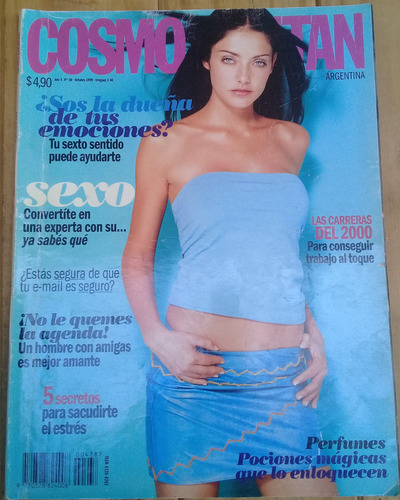 COSMO TAN
ARGENTINA
$4,90
¿Sos la dueña
de tus
emociones?
Tu sexto sentido
puede ayudarte
sexo
Convertite en
una experta con su...
ya sabés qué
LAS CARRERAS
DEL 2000
Para conseguir
trabajo al toque
¿Estás segura de que
tu e-mail es seguro?
¡No le quemes
la agenda!
Un hombre con amigas
es mejor amante
5 secretos
para sacudirte
el estrés
Perfumes
Pociones mágicas
que lo enloquecen